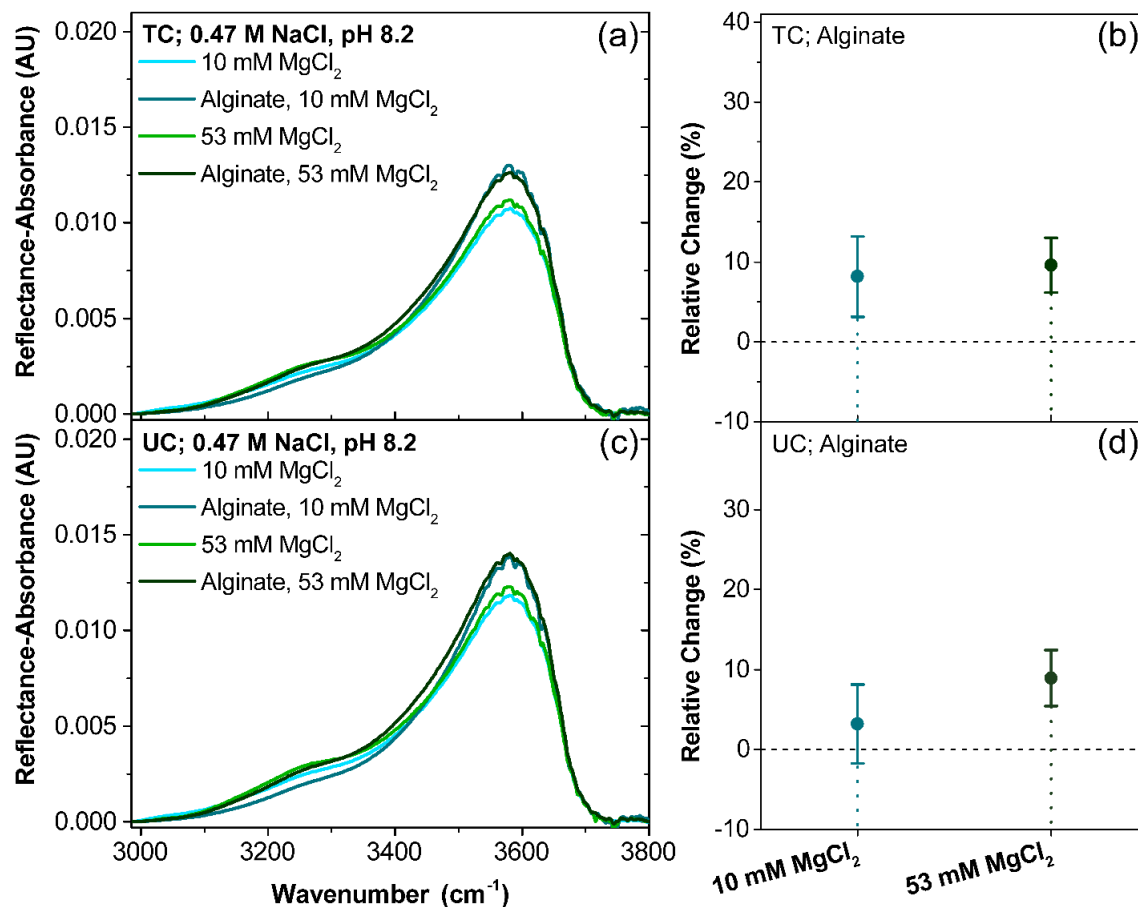 TC; 0.47 M NaCl, pH 8.2
(a)
10 mM MgCl₂
Alginate, 10 mM MgCl₂
53 mM MgCl₂
Alginate, 53 mM MgCl₂
0.020
0.015
0.010
0.005
0.000
Reflectance-Absorbance (AU)
TC; Alginate
(b)
40
30
20
10
0
-10
Relative Change (%)
UC; 0.47 M NaCl, pH 8.2
(c)
10 mM MgCl₂
Alginate, 10 mM MgCl₂
53 mM MgCl₂
Alginate, 53 mM MgCl₂
0.020
0.015
0.010
0.005
0.000
Reflectance-Absorbance (AU)
3000 3200 3400 3600 3800
Wavenumber (cm⁻¹)
UC; Alginate
(d)
30
20
10
0
-10
Relative Change (%)
10 mM MgCl₂
53 mM MgCl₂